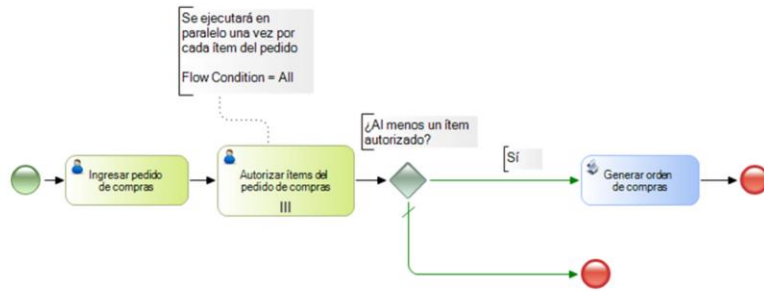 Se ejecutará en
paralelo una vez por
cada ítem del pedido
Flow Condition = All
¿Al menos un ítem
autorizado?
Sí
Ingresar pedido
de compras
Autorizar ítems del
pedido de compras
Generar orden
de compras